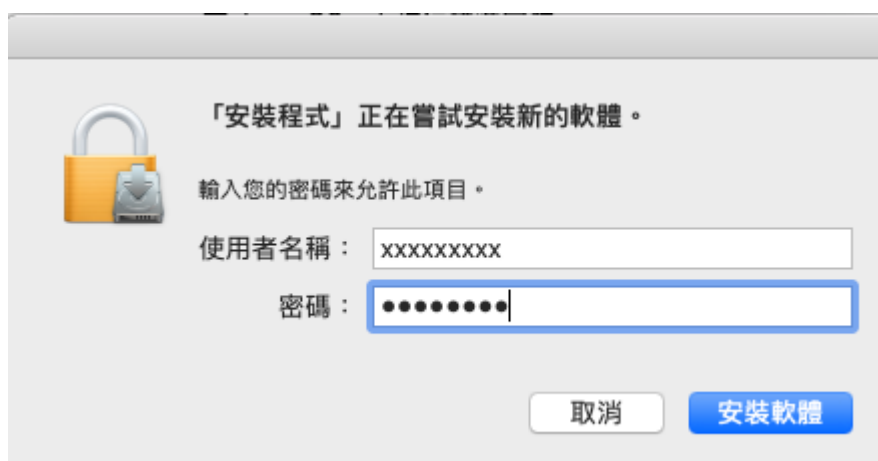 「安裝程式」正在嘗試安裝新的軟體。
輸入您的密碼來允許此項目。
使用者名稱： xxxxxxxxx
密碼： ●●●●●●●●
取消 安裝軟體